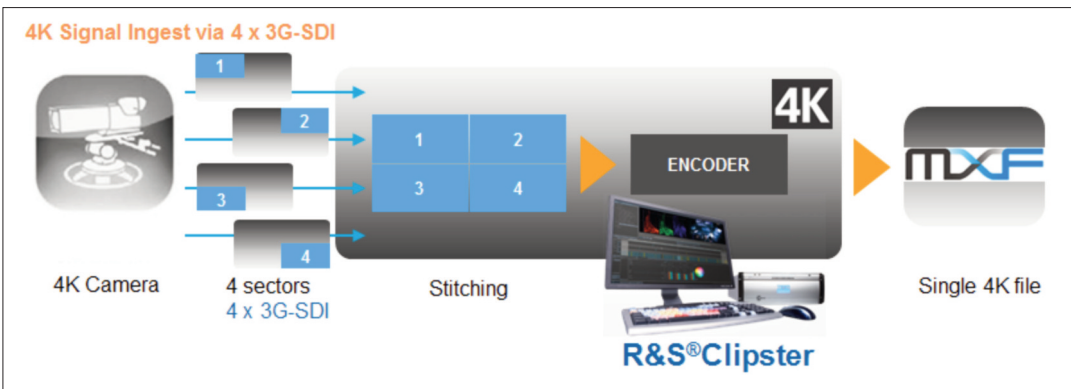 4K Signal Ingest via 4 x 3G-SDI
1
2
3
4
1 2
3 4
4K
ENCODER
MXF
4K Camera
4 sectors
4 x 3G-SDI
Stitching
R&S®Clipster
Single 4K file